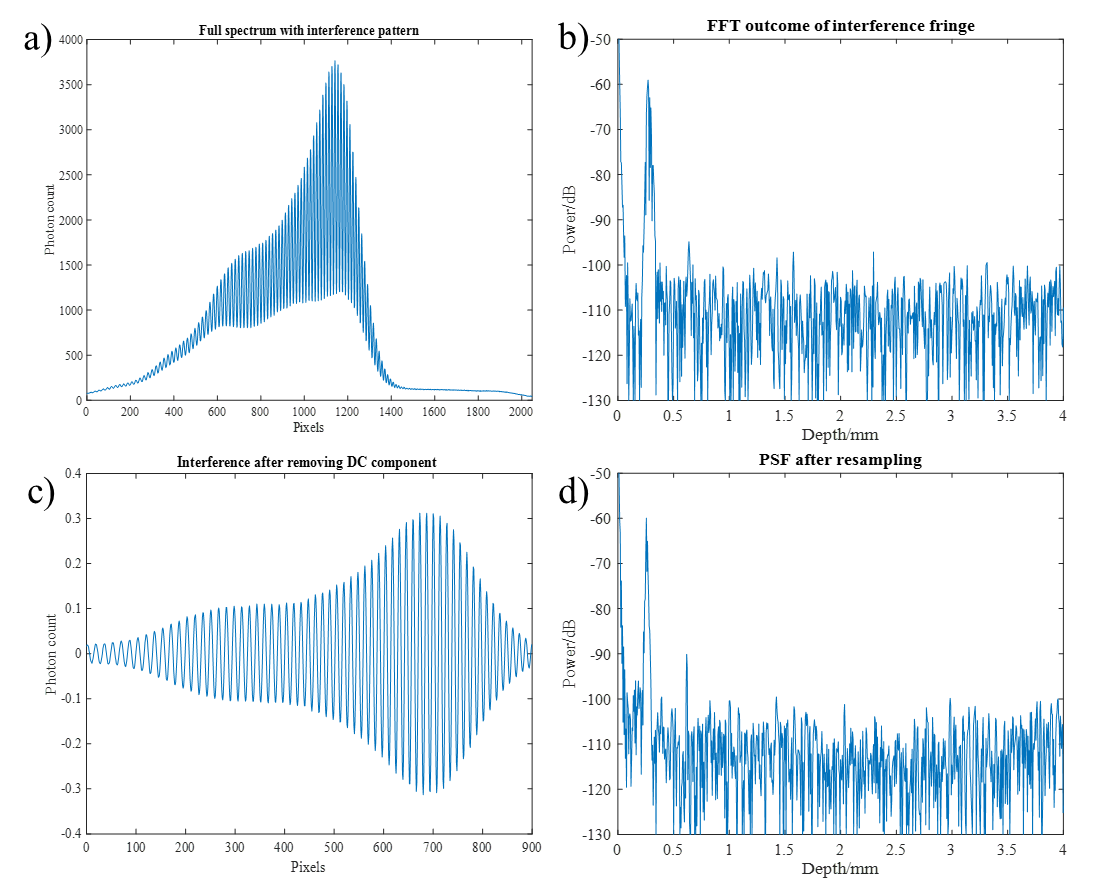 a)
Full spectrum with interference pattern
4000
3500
3000
2500
2000
1500
1000
500
0
Photon count
0 200 400 600 800 1000 1200 1400 1600 1800 2000
Pixels
b)
FFT outcome of interference fringe
-50
-60
-70
-80
-90
-100
-110
-120
-130
Power/dB
0 0.5 1 1.5 2 2.5 3 3.5 4
Depth/mm
c)
Interference after removing DC component
0.4
0.3
0.2
0.1
0
-0.1
-0.2
-0.3
-0.4
Photon count
0 100 200 300 400 500 600 700 800 900
Pixels
d)
PSF after resampling
-50
-60
-70
-80
-90
-100
-110
-120
-130
Power/dB
0 0.5 1 1.5 2 2.5 3 3.5 4
Depth/mm